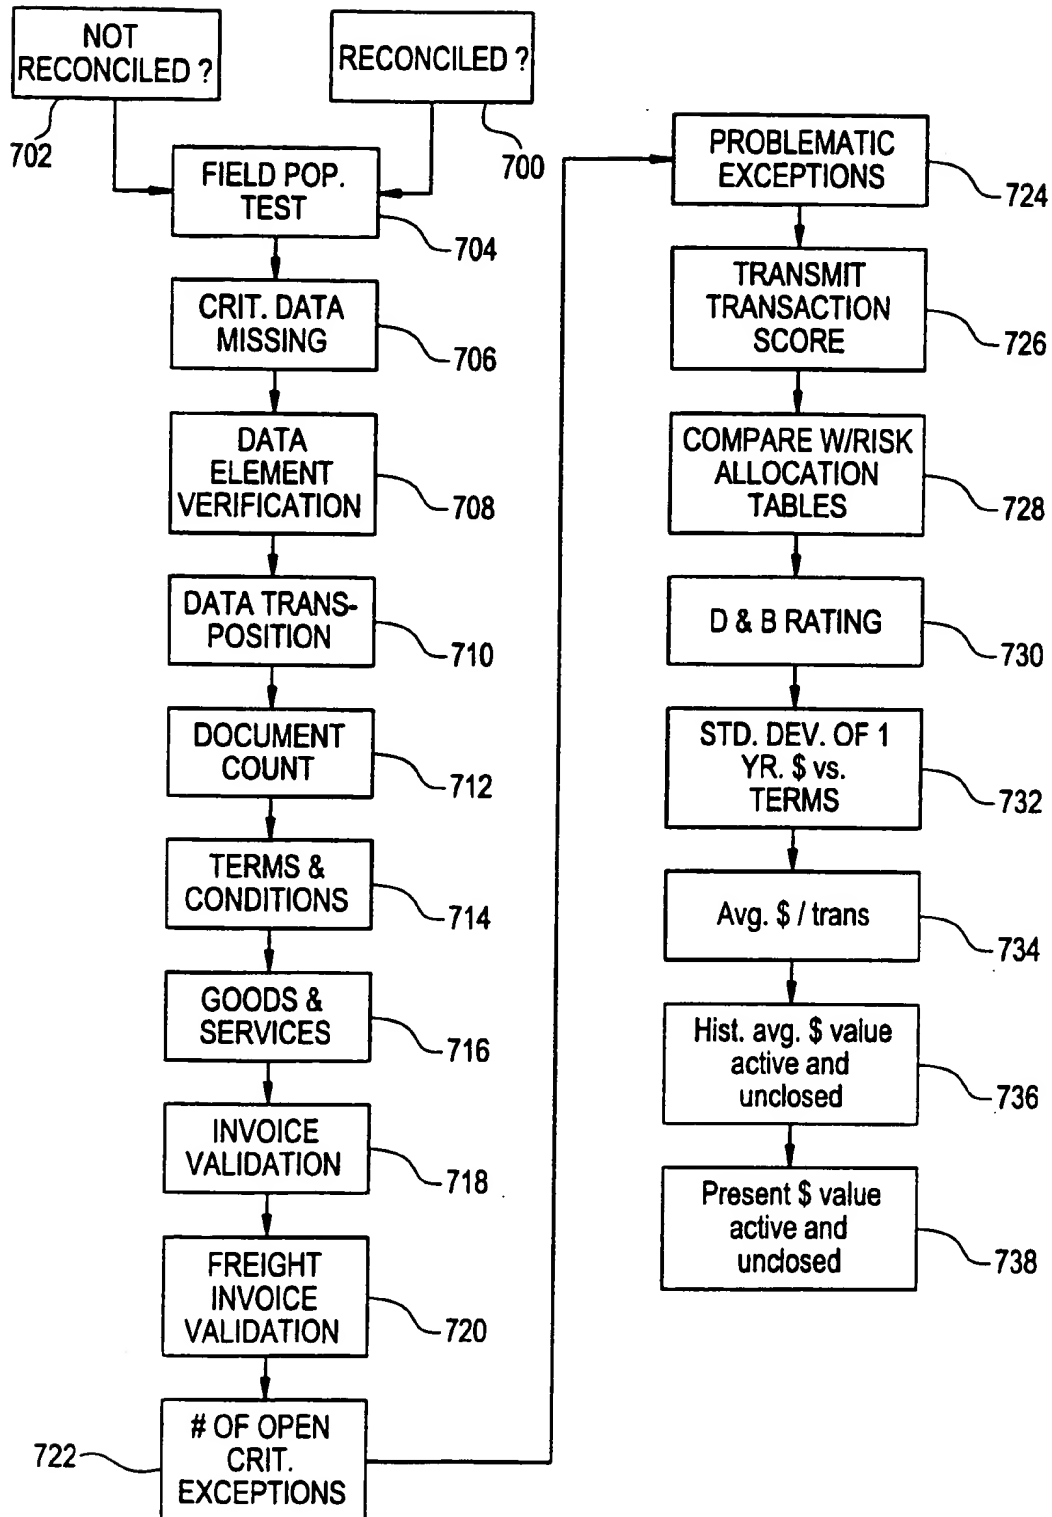 NOT
RECONCILED ?
702
RECONCILED ?
700
FIELD POP.
TEST
704
CRIT. DATA
MISSING
706
DATA
ELEMENT
VERIFICATION
708
DATA TRANS-
POSITION
710
DOCUMENT
COUNT
712
TERMS &
CONDITIONS
714
GOODS &
SERVICES
716
INVOICE
VALIDATION
718
FREIGHT
INVOICE
VALIDATION
720
# OF OPEN
CRIT.
EXCEPTIONS
722
PROBLEMATIC
EXCEPTIONS
724
TRANSMIT
TRANSACTION
SCORE
726
COMPARE W/RISK
ALLOCATION
TABLES
728
D & B RATING
730
STD. DEV. OF 1
YR. $ vs.
TERMS
732
Avg. $ / trans
734
Hist. avg. $ value
active and
unclosed
736
Present $ value
active and
unclosed
738